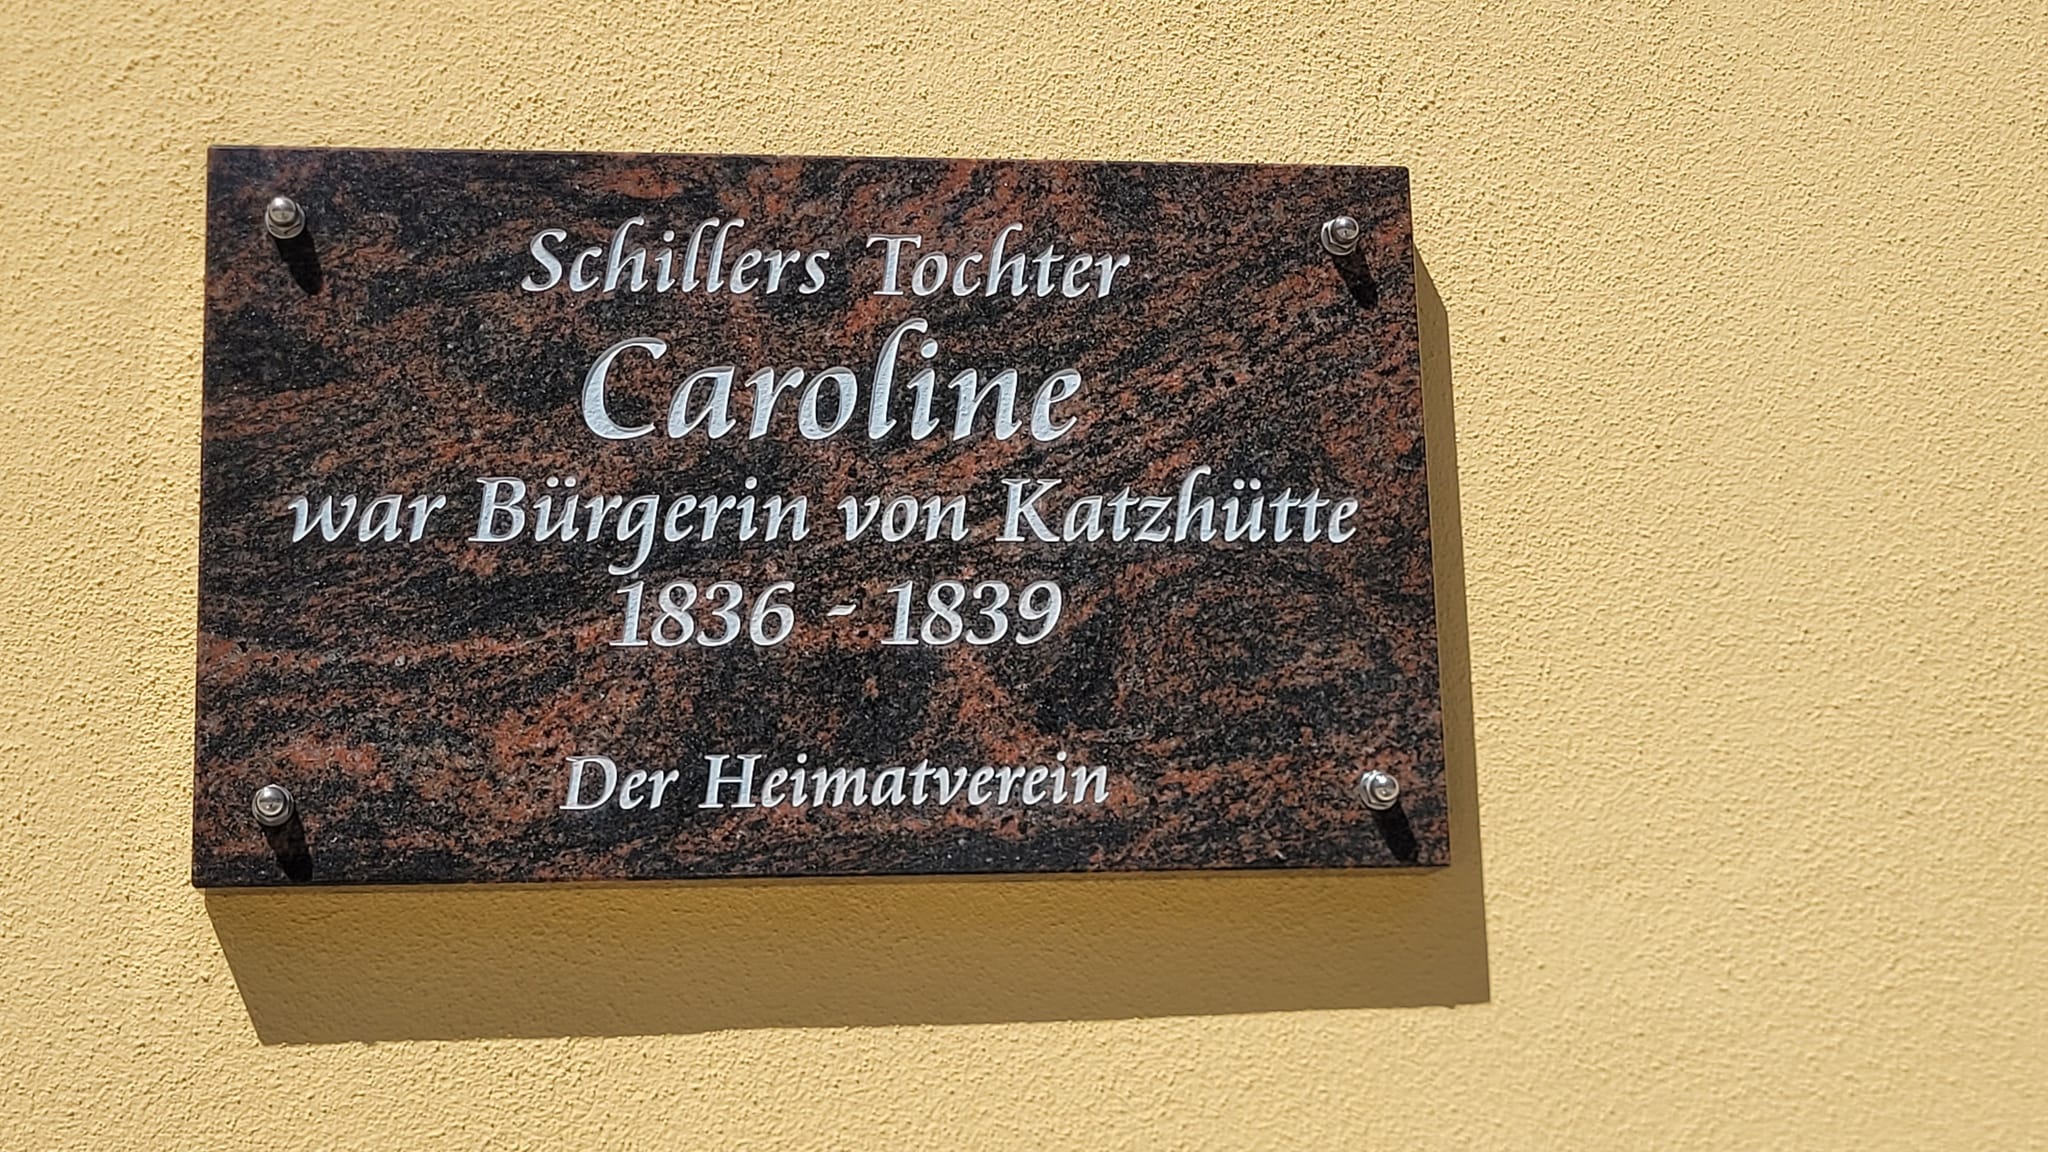 Schillers Tochter
Caroline
war Bürgerin von Katzhütte
1836 - 1839
Der Heimatverein